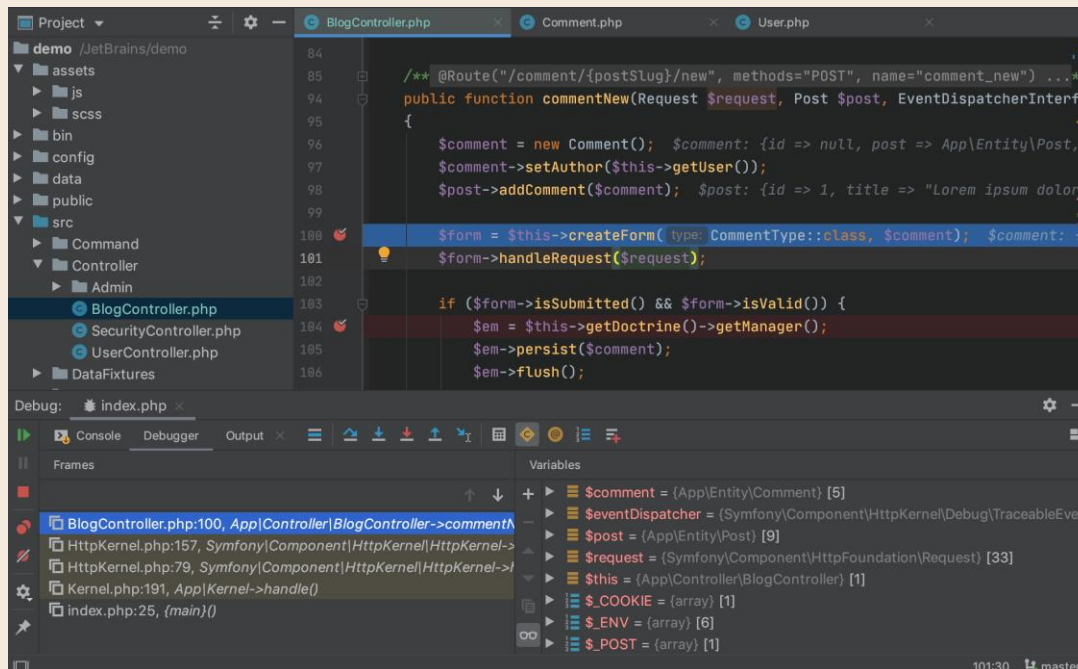 Project
BlogController.php
Comment.php
User.php
demo /JetBrains/demo
assets
js
scss
bin
config
data
public
src
Command
Controller
Admin
BlogController.php
SecurityController.php
UserController.php
DataFixtures
84
85 /** @Route("/comment/{postSlug}/new", methods="POST", name="comment_new") ...*
94 public function commentNew(Request $request, Post $post, EventDispatcherInterf
95 {
96 $comment = new Comment(); $comment: {id => null, post => App\Entity\Post,
97 $comment->setAuthor($this->getUser());
98 $post->addComment($comment); $post: {id => 1, title => "Lorem ipsum dolor
99
100 $form = $this->createForm( type: CommentType::class, $comment); $comment:
101 $form->handleRequest($request);
102
103 if ($form->isSubmitted() && $form->isValid()) {
104 $em = $this->getDoctrine()->getManager();
105 $em->persist($comment);
106 $em->flush();
Debug: index.php
Console Debugger Output
Frames
BlogController.php:100, App|Controller|BlogController->commentN
HttpKernel.php:157, Symfony|Component|HttpKernel|HttpKernel->
HttpKernel.php:79, Symfony|Component|HttpKernel|HttpKernel->h
Kernel.php:191, App|Kernel->handle()
index.php:25, {main}()
Variables
$comment = {App\Entity\Comment} [5]
$eventDispatcher = {Symfony\Component\HttpKernel\Debug\TraceableEve
$post = {App\Entity\Post} [9]
$request = {Symfony\Component\HttpFoundation\Request} [33]
$this = {App\Controller\BlogController} [1]
$_COOKIE = {array} [1]
$_ENV = {array} [6]
$_POST = {array} [1]
101:30 master